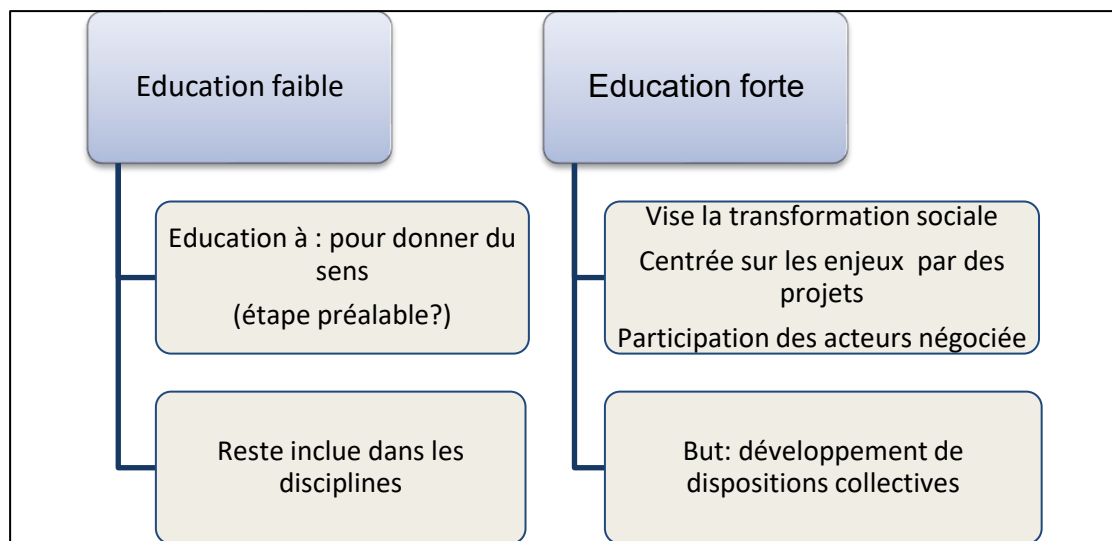 Education faible
Education à : pour donner du
sens
(étape préalable?)
Reste inclue dans les
disciplines
Education forte
Vise la transformation sociale
Centrée sur les enjeux par des
projets
Participation des acteurs négociée
But: développement de
dispositions collectives